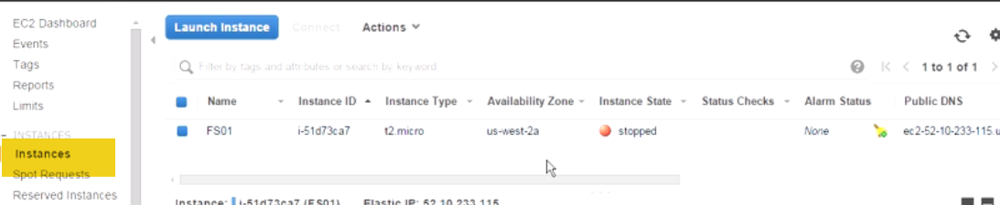 EC2 Dashboard
Events
Tags
Reports
Limits
INSTANCES
Instances
Spot Requests
Reserved Instances
Launch Instance Connect Actions
Filter by tags and attributes or search by keyword
1 to 1 of 1
Name Instance ID Instance Type Availability Zone Instance State Status Checks Alarm Status Public DNS
FS01 i-51d73ca7 t2.micro us-west-2a stopped None ec2-52-10-233-115.u
Instance: i-51d73ca7 (FS01) Elastic IP: 52.10.233.115